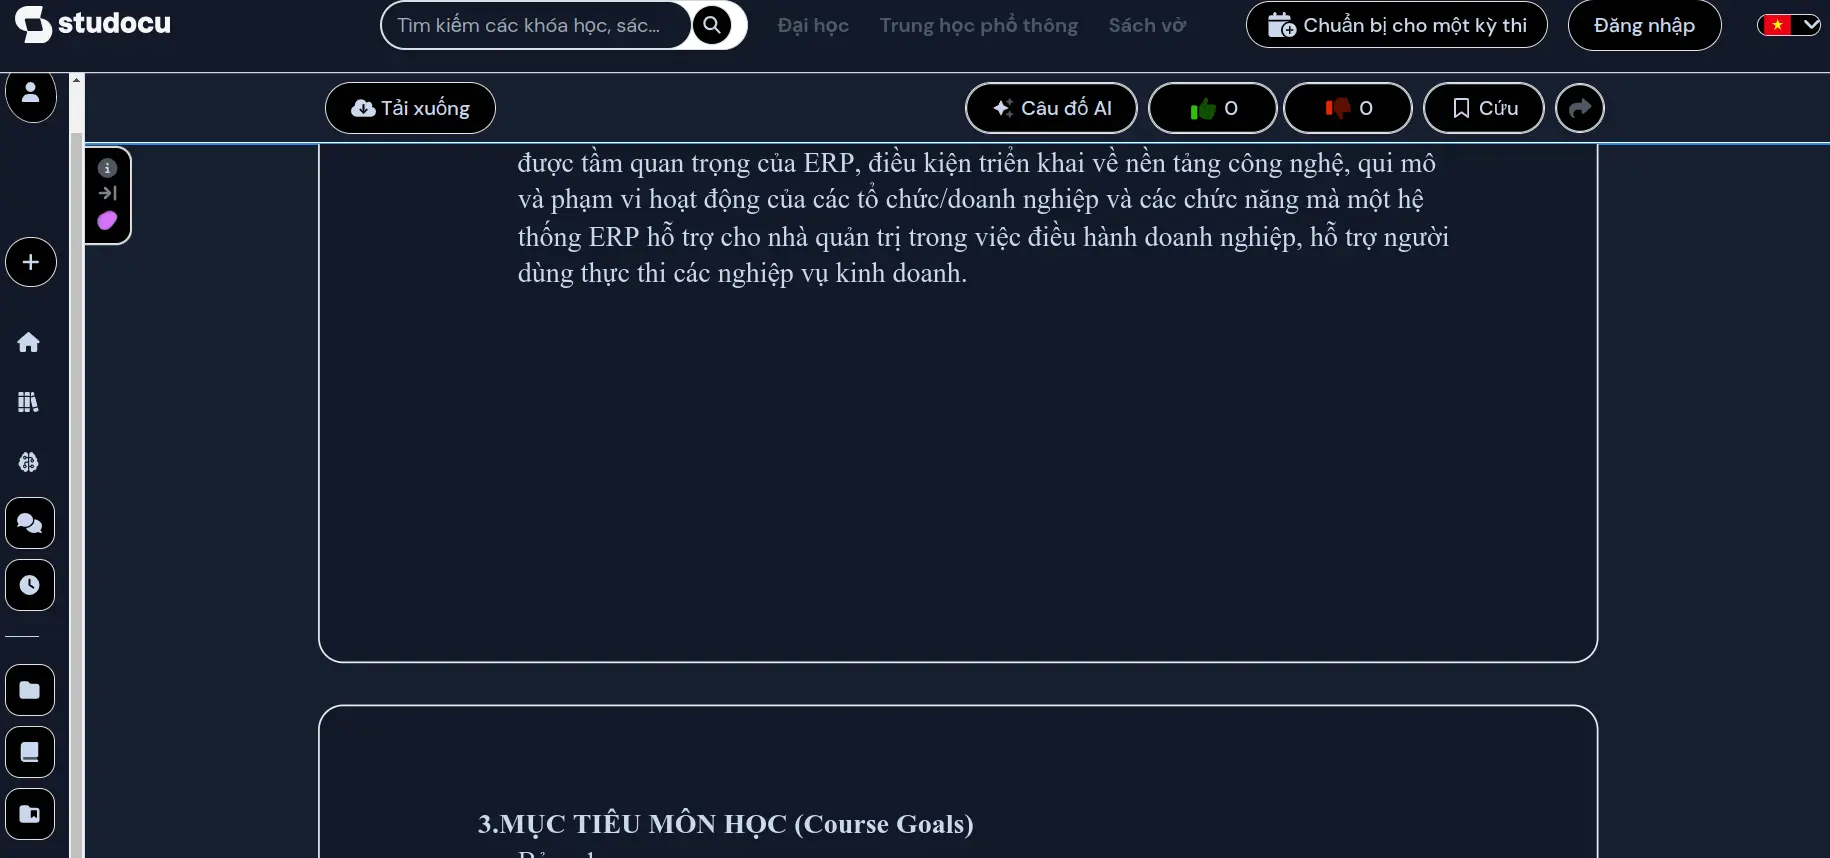 studocu
Tìm kiếm các khóa học, sác...
Đại học
Trung học phổ thông
Sách vở
Chuẩn bị cho một kỳ thi
Đăng nhập
Tải xuống
Câu đố AI
0
0
Cứu
được tầm quan trọng của ERP, điều kiện triển khai về nền tảng công nghệ, qui mô
và phạm vi hoạt động của các tổ chức/doanh nghiệp và các chức năng mà một hệ
thống ERP hỗ trợ cho nhà quản trị trong việc điều hành doanh nghiệp, hỗ trợ người
dùng thực thi các nghiệp vụ kinh doanh.
3.MỤC TIÊU MÔN HỌC (Course Goals)